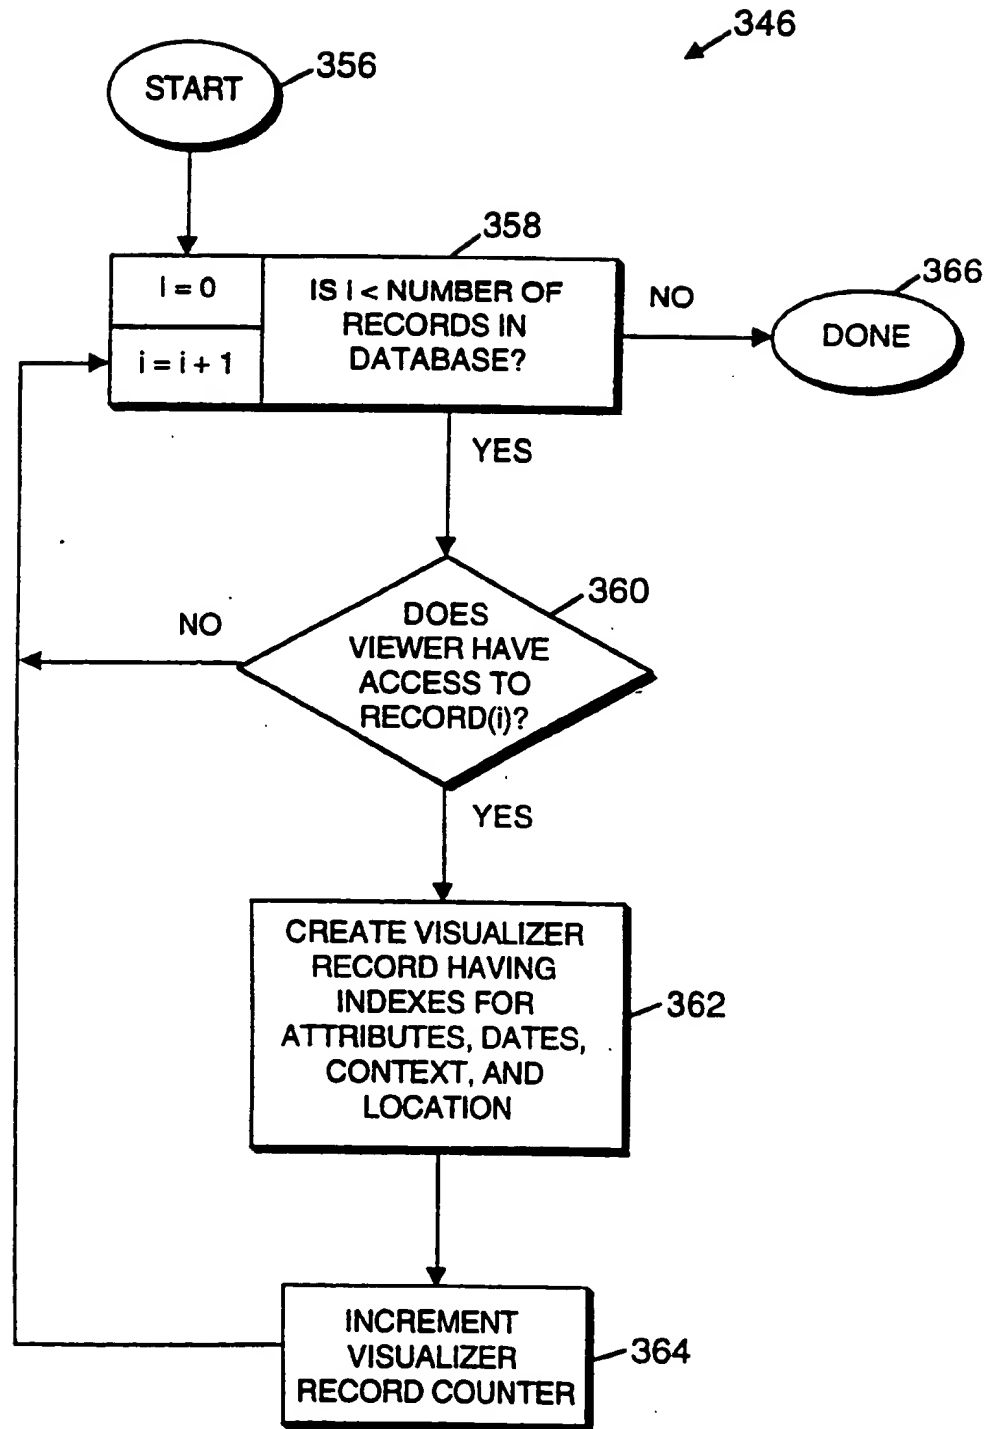 346
START
356
358
i = 0
i = i + 1
IS I < NUMBER OF
RECORDS IN
DATABASE?
NO
366
DONE
YES
360
NO
DOES
VIEWER HAVE
ACCESS TO
RECORD(i)?
YES
CREATE VISUALIZER
RECORD HAVING
INDEXES FOR
ATTRIBUTES, DATES,
CONTEXT, AND
LOCATION
362
INCREMENT
VISUALIZER
RECORD COUNTER
364